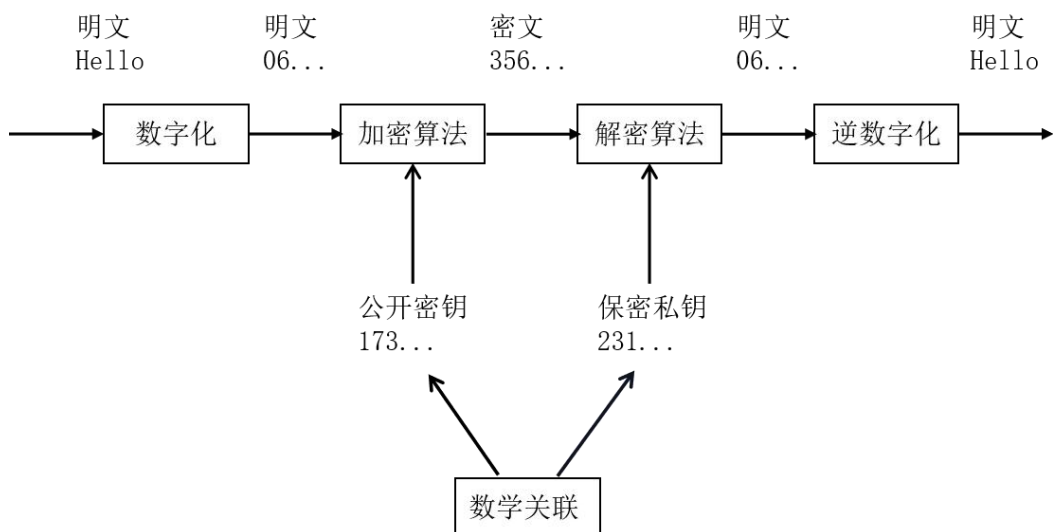 明文 明文 密文 明文 明文
Hello 06... 356... 06... Hello
数字化 加密算法 解密算法 逆数字化
公开密钥 保密私钥
173... 231...
数学关联